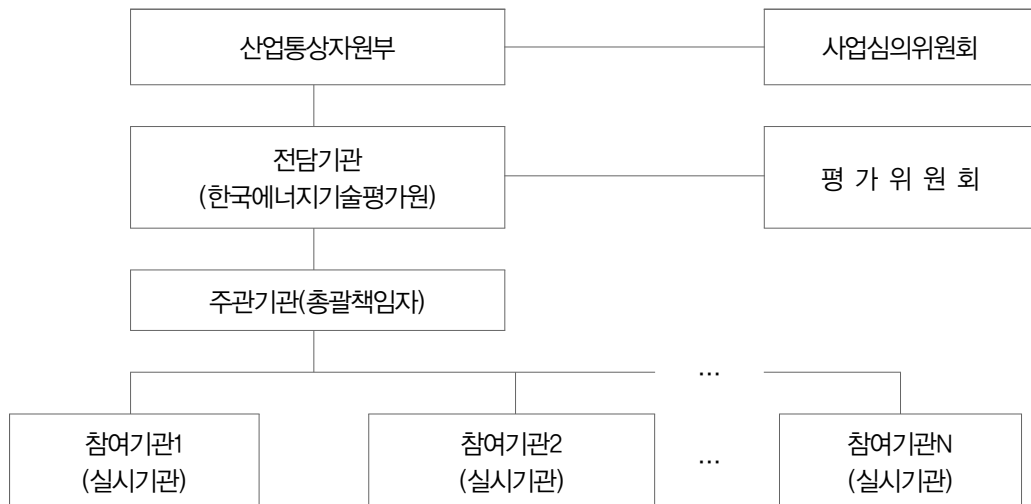 산업통상자원부
사업심의위원회
전담기관
(한국에너지기술평가원)
평 가 위 원 회
주관기관(총괄책임자)
...
참여기관1
(실시기관)
참여기관2
(실시기관)
...
참여기관N
(실시기관)